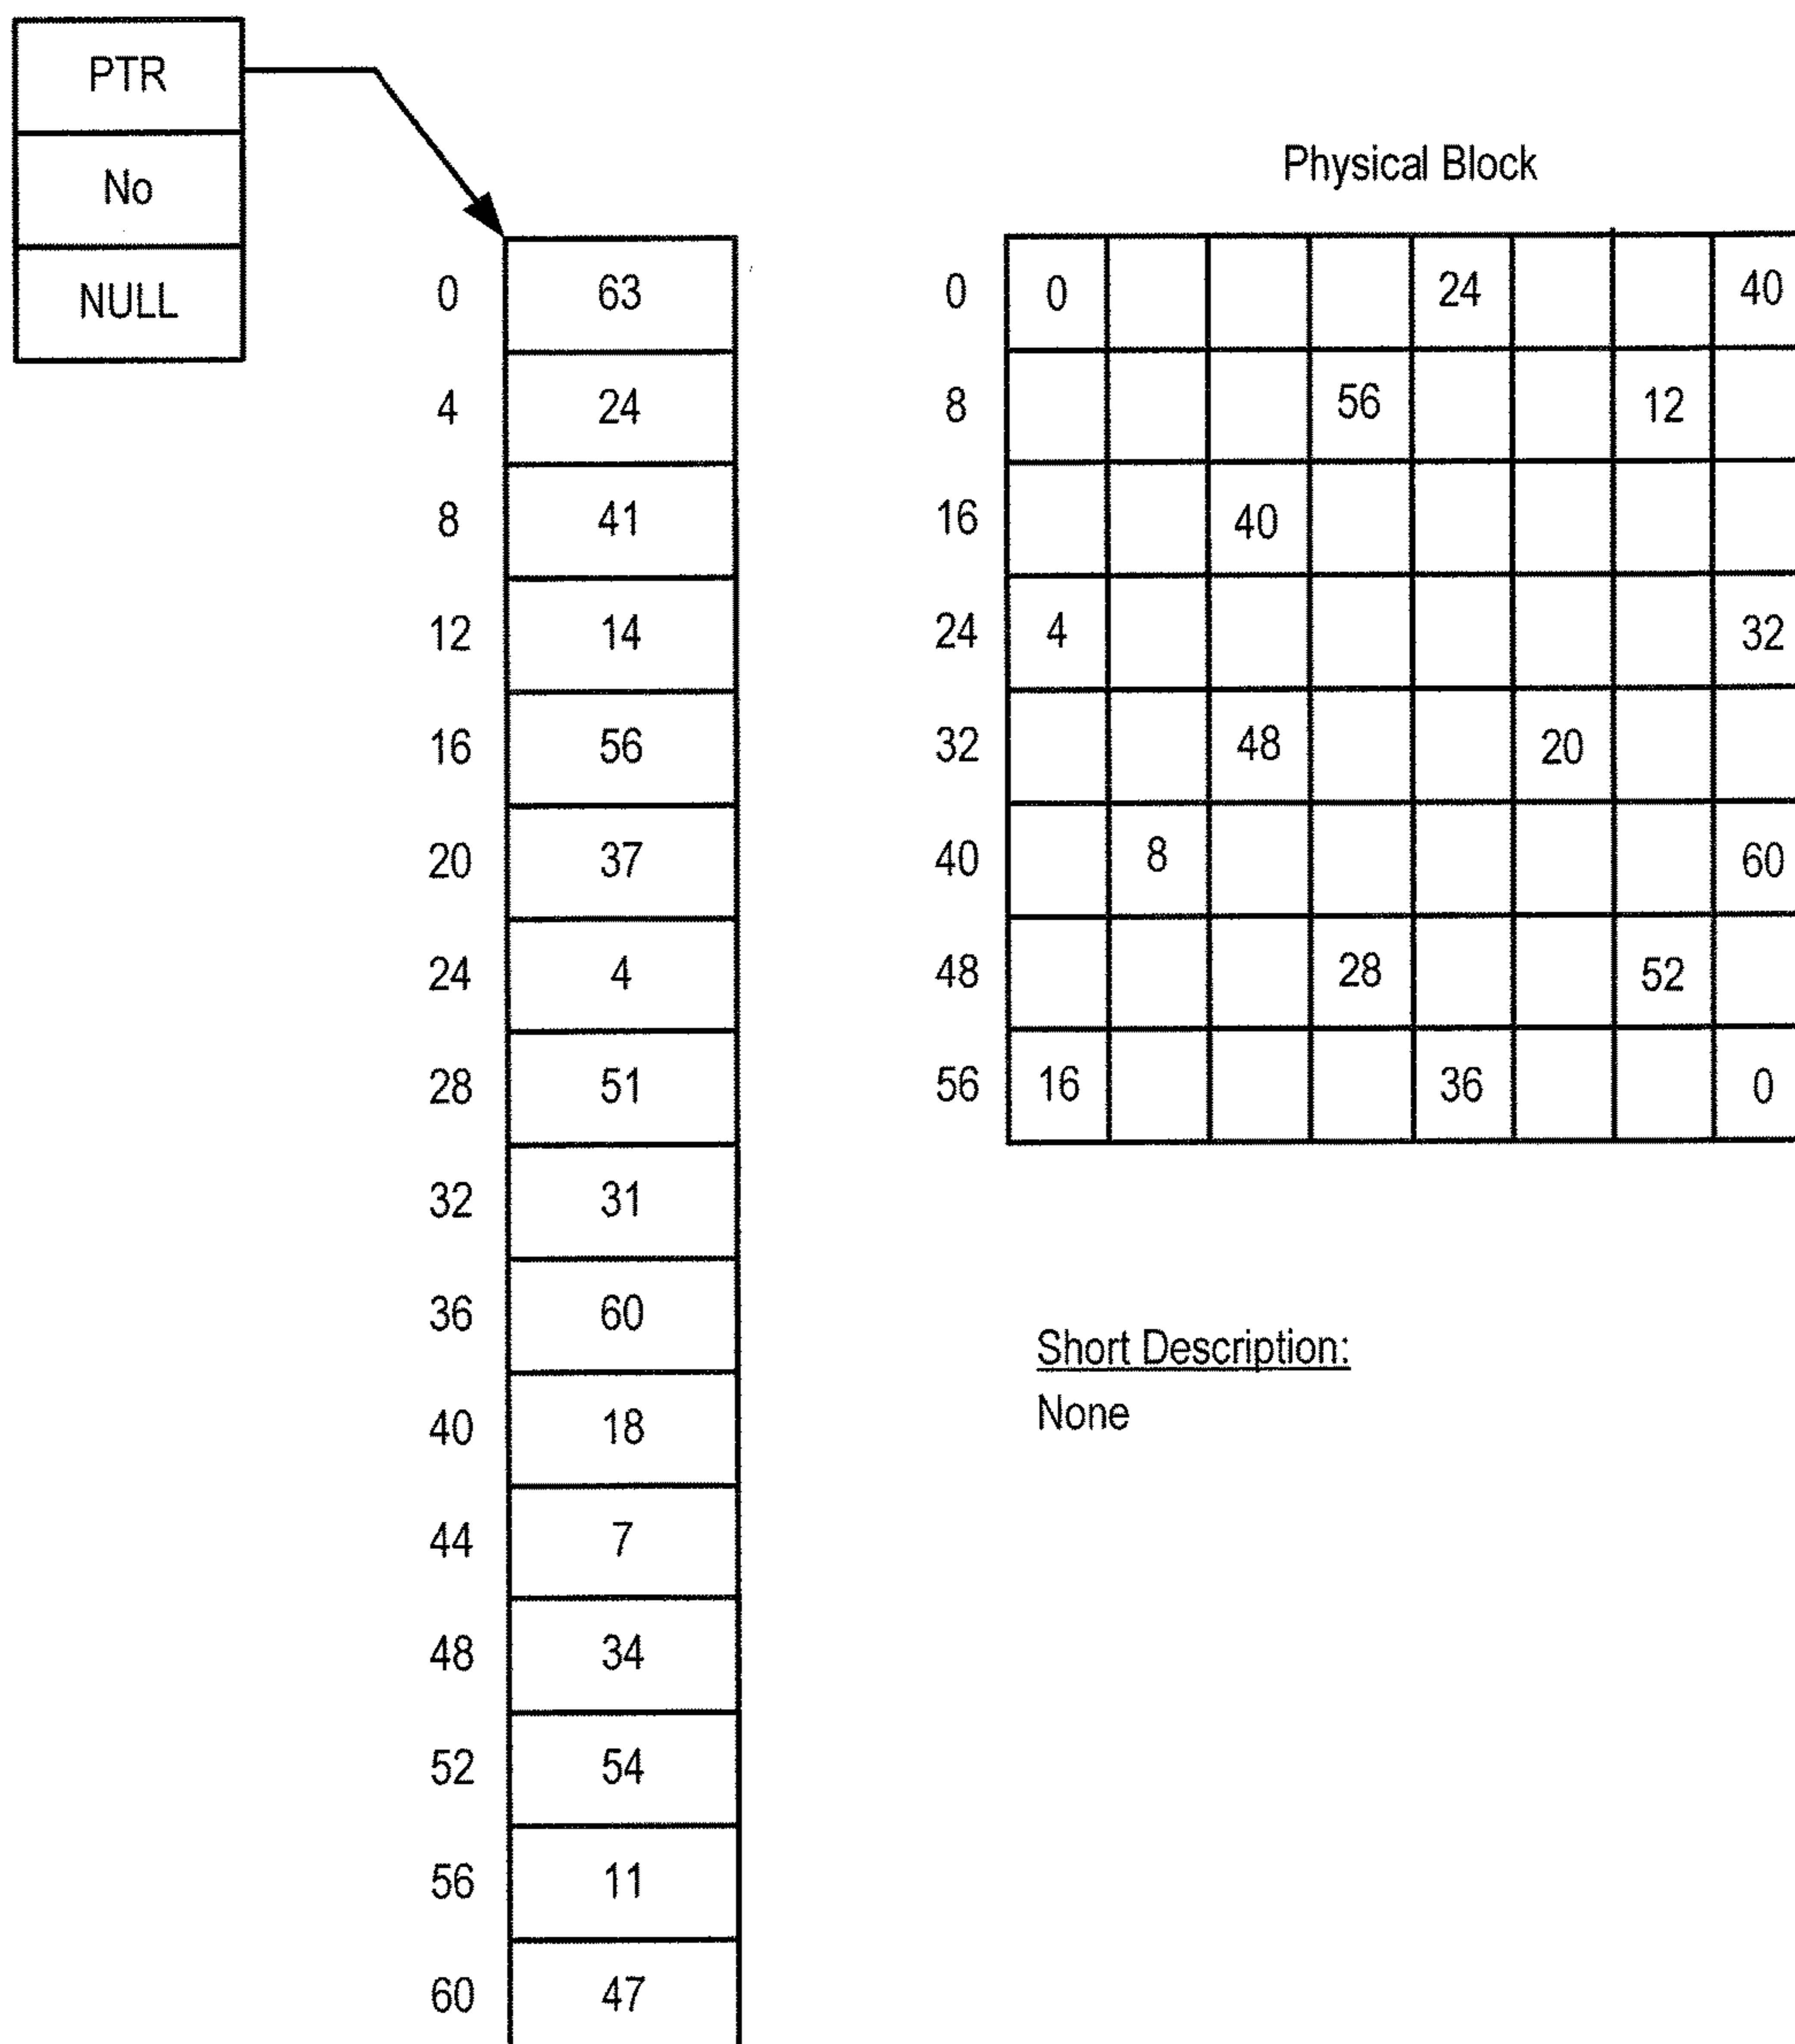 PTR
No
NULL
0 63
4 24
8 41
12 14
16 56
20 37
24 4
28 51
32 31
36 60
40 18
44 7
48 34
52 54
56 11
60 47
Physical Block
0 0 24 40
8 56 12
16 40
24 4 32
32 48 20
40 8 60
48 28 52
56 16 36 0
Short Description:
None